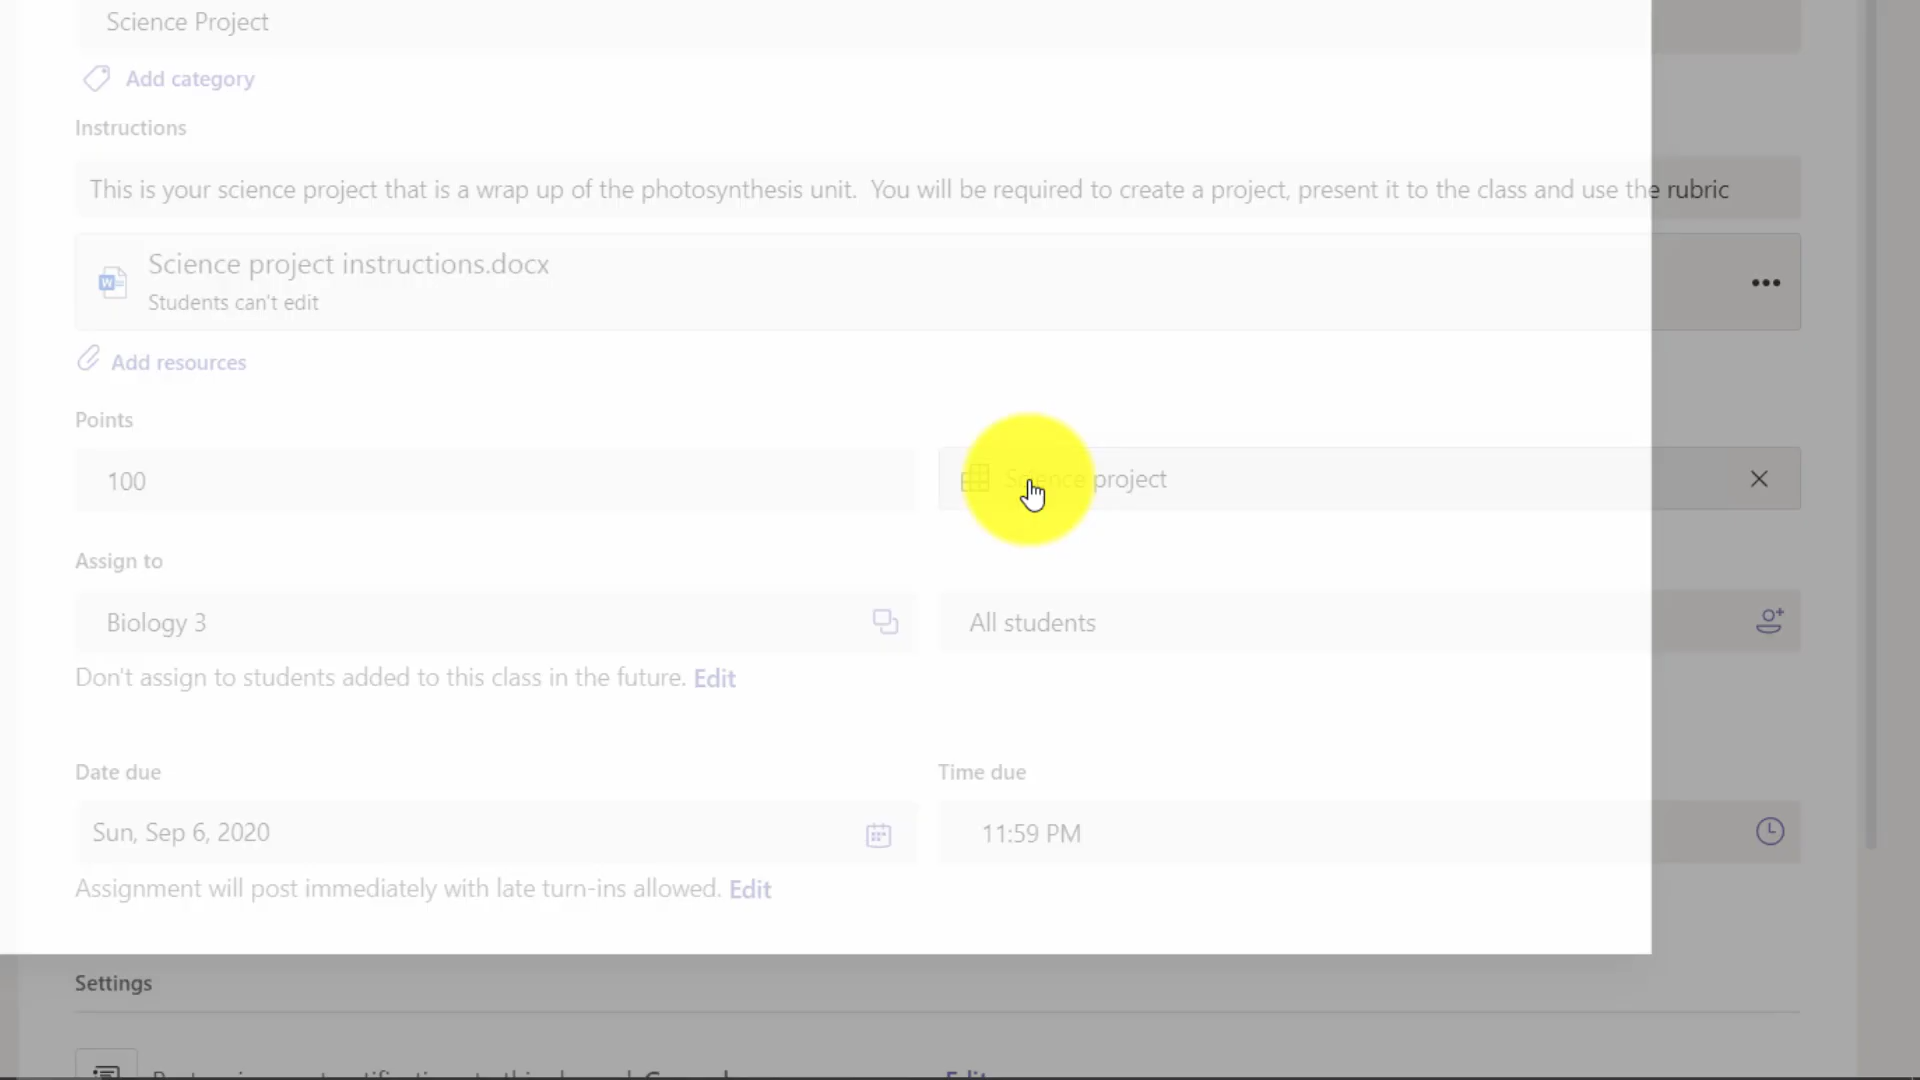 Science Project
Add category
Instructions
This is your science project that is a wrap up of the photosynthesis unit.  You will be required to create a project, present it to the class and use the rubric
Science project instructions.docx
Students can't edit
Add resources
Points
100
Science project
Assign to
Biology 3
All students
Don't assign to students added to this class in the future. Edit
Date due
Time due
Sun, Sep 6, 2020
11:59 PM
Assignment will post immediately with late turn-ins allowed. Edit
Settings